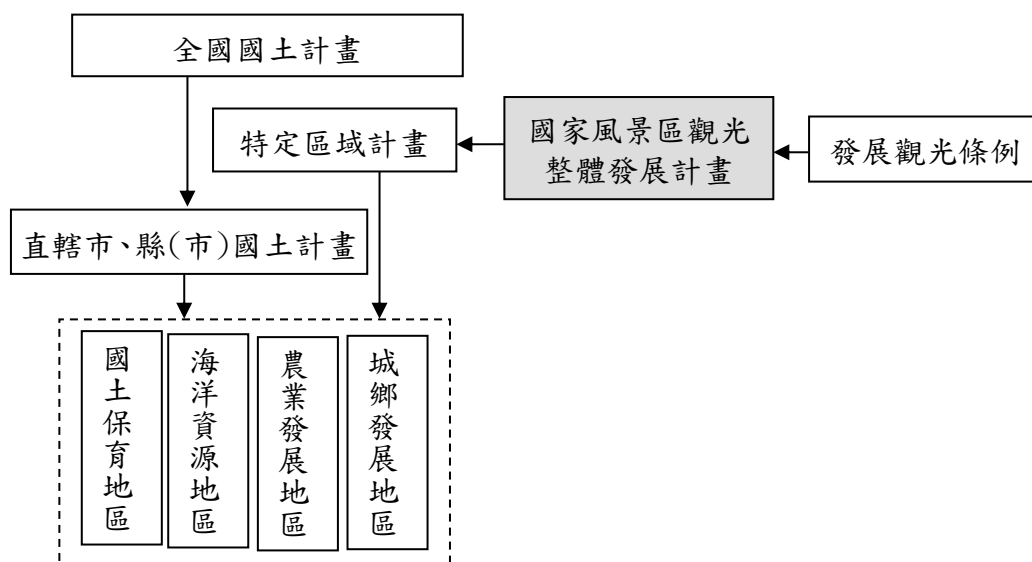 全國國土計畫
特定區域計畫
國家風景區觀光
整體發展計畫
發展觀光條例
直轄市、縣(市)國土計畫
國土保育地區
海洋資源地區
農業發展地區
城鄉發展地區